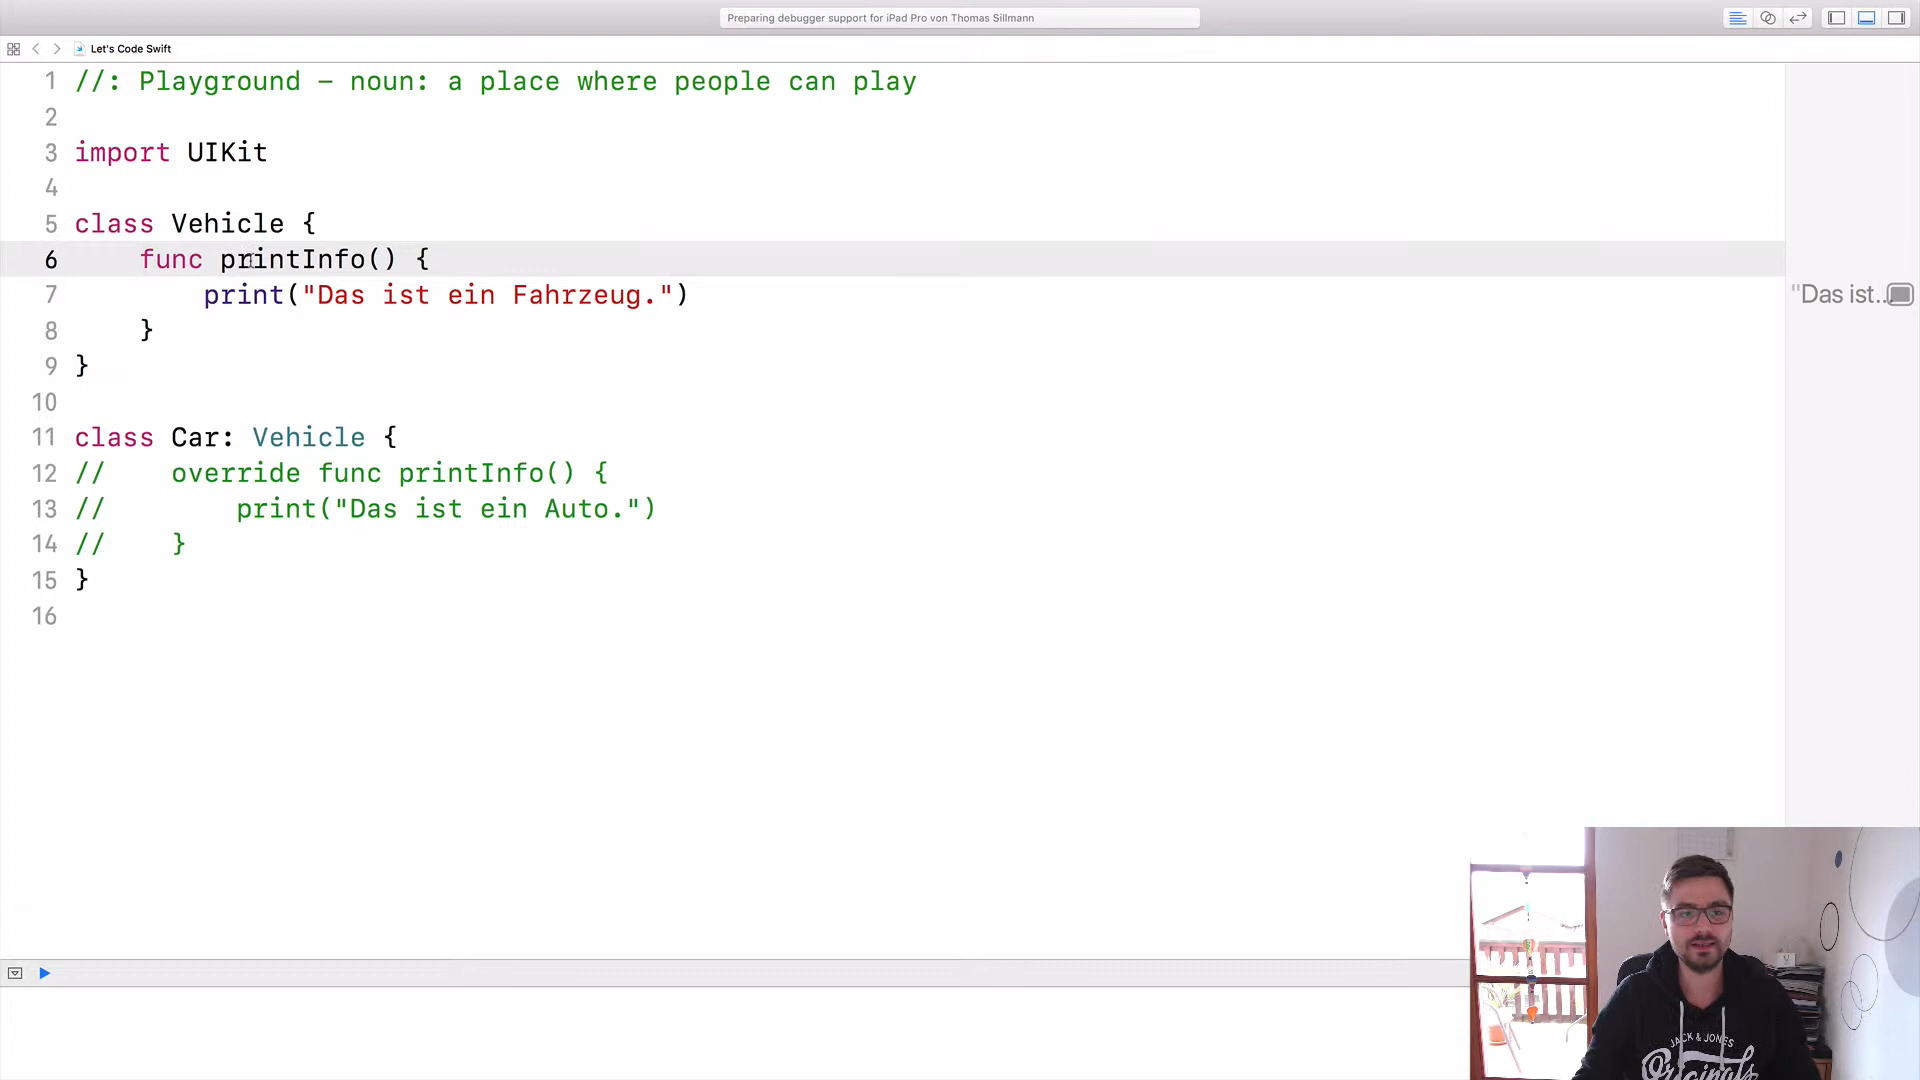 Preparing debugger support for iPad Pro von Thomas Sillmann
Let's Code Swift
1 //: Playground – noun: a place where people can play
2
3 import UIKit
4
5 class Vehicle {
6 func printInfo() {
7 print("Das ist ein Fahrzeug.")
"Das ist...
8 }
9 }
10
11 class Car: Vehicle {
12 // override func printInfo() {
13 // print("Das ist ein Auto.")
14 // }
15 }
16
JACK & JONES
Originals